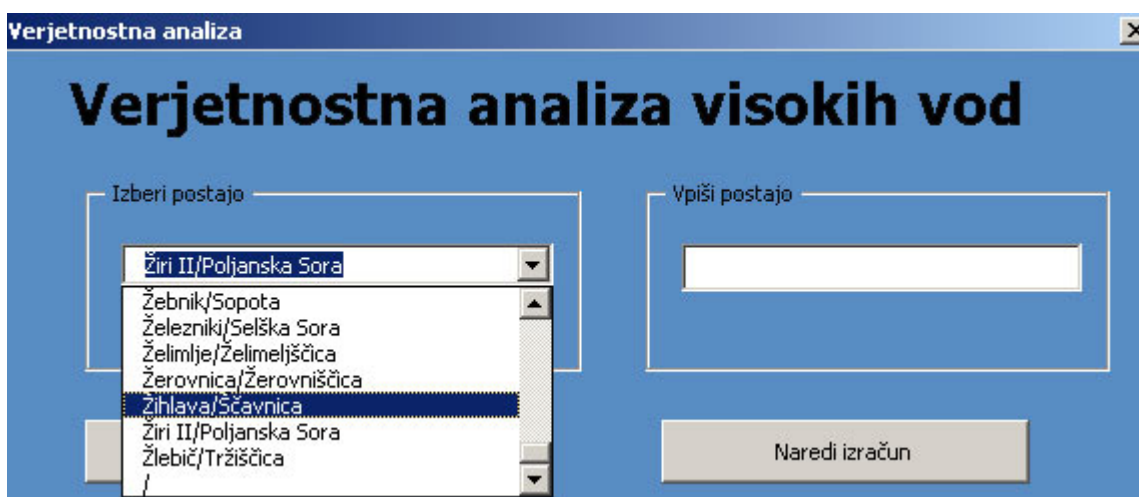 Verjetnostna analiza
Verjetnostna analiza visokih vod
Izberi postajo
Žiri II/Poljanska Sora
Žebnik/Sopota
Železniki/Selška Sora
Želimlje/Želimeljščica
Žerovnica/Žerovniščica
Žihlava/Ščavnica
Žiri II/Poljanska Sora
Žlebič/Tržiščica
/
Vpiši postajo
Naredi izračun